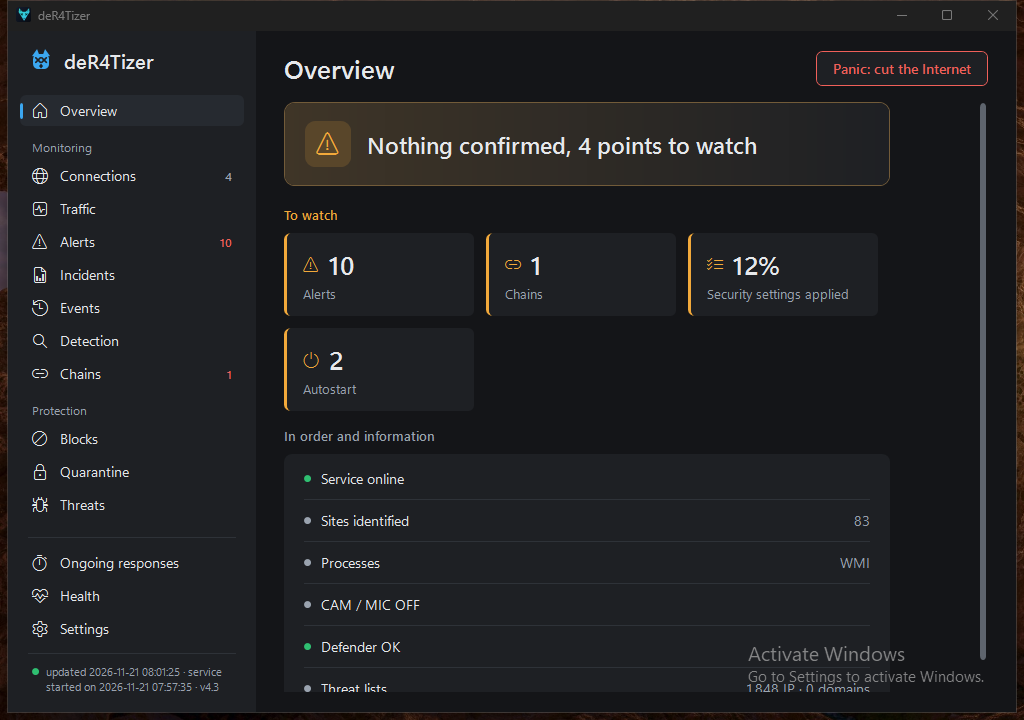 deR4Tizer
deR4Tizer
Overview
Monitoring
Connections 4
Traffic
Alerts 10
Incidents
Events
Detection
Chains 1
Protection
Blocks
Quarantine
Threats
Ongoing responses
Health
Settings
updated 2026-11-21 08:01:25 · service
started on 2026-11-21 07:57:35 · v4.3
Overview
Panic: cut the Internet
Nothing confirmed, 4 points to watch
To watch
10
Alerts
1
Chains
12%
Security settings applied
2
Autostart
In order and information
Service online
Sites identified 83
Processes WMI
CAM / MIC OFF
Defender OK
Threat lists 1 848 IP · 0 domains
Activate Windows
Go to Settings to activate Windows.